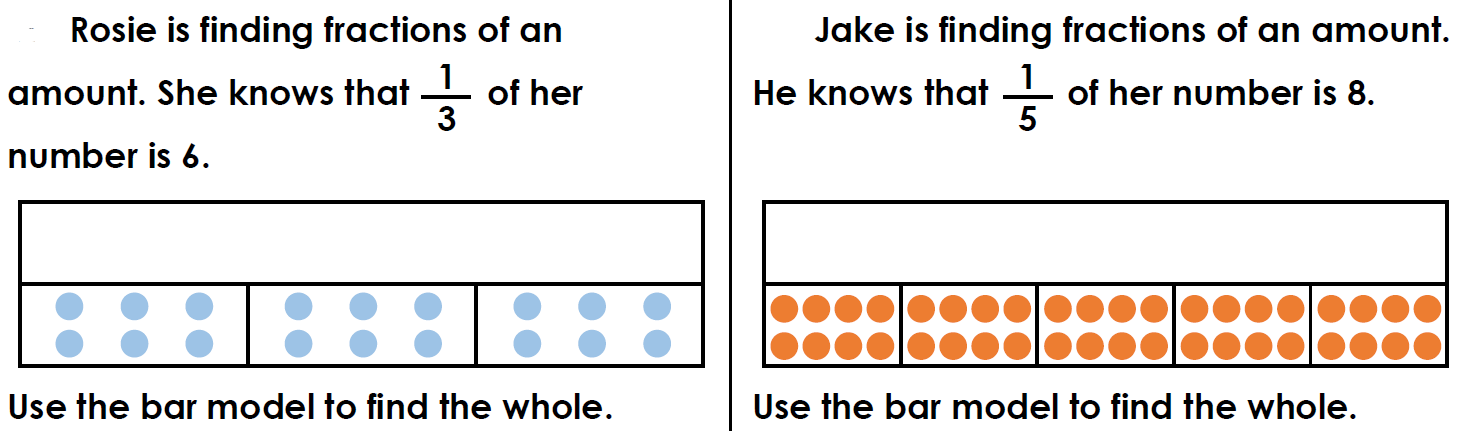 Rosie is finding fractions of an
amount. She knows that 1/3 of her
number is 6.
Use the bar model to find the whole.
Jake is finding fractions of an amount.
He knows that 1/5 of her number is 8.
Use the bar model to find the whole.